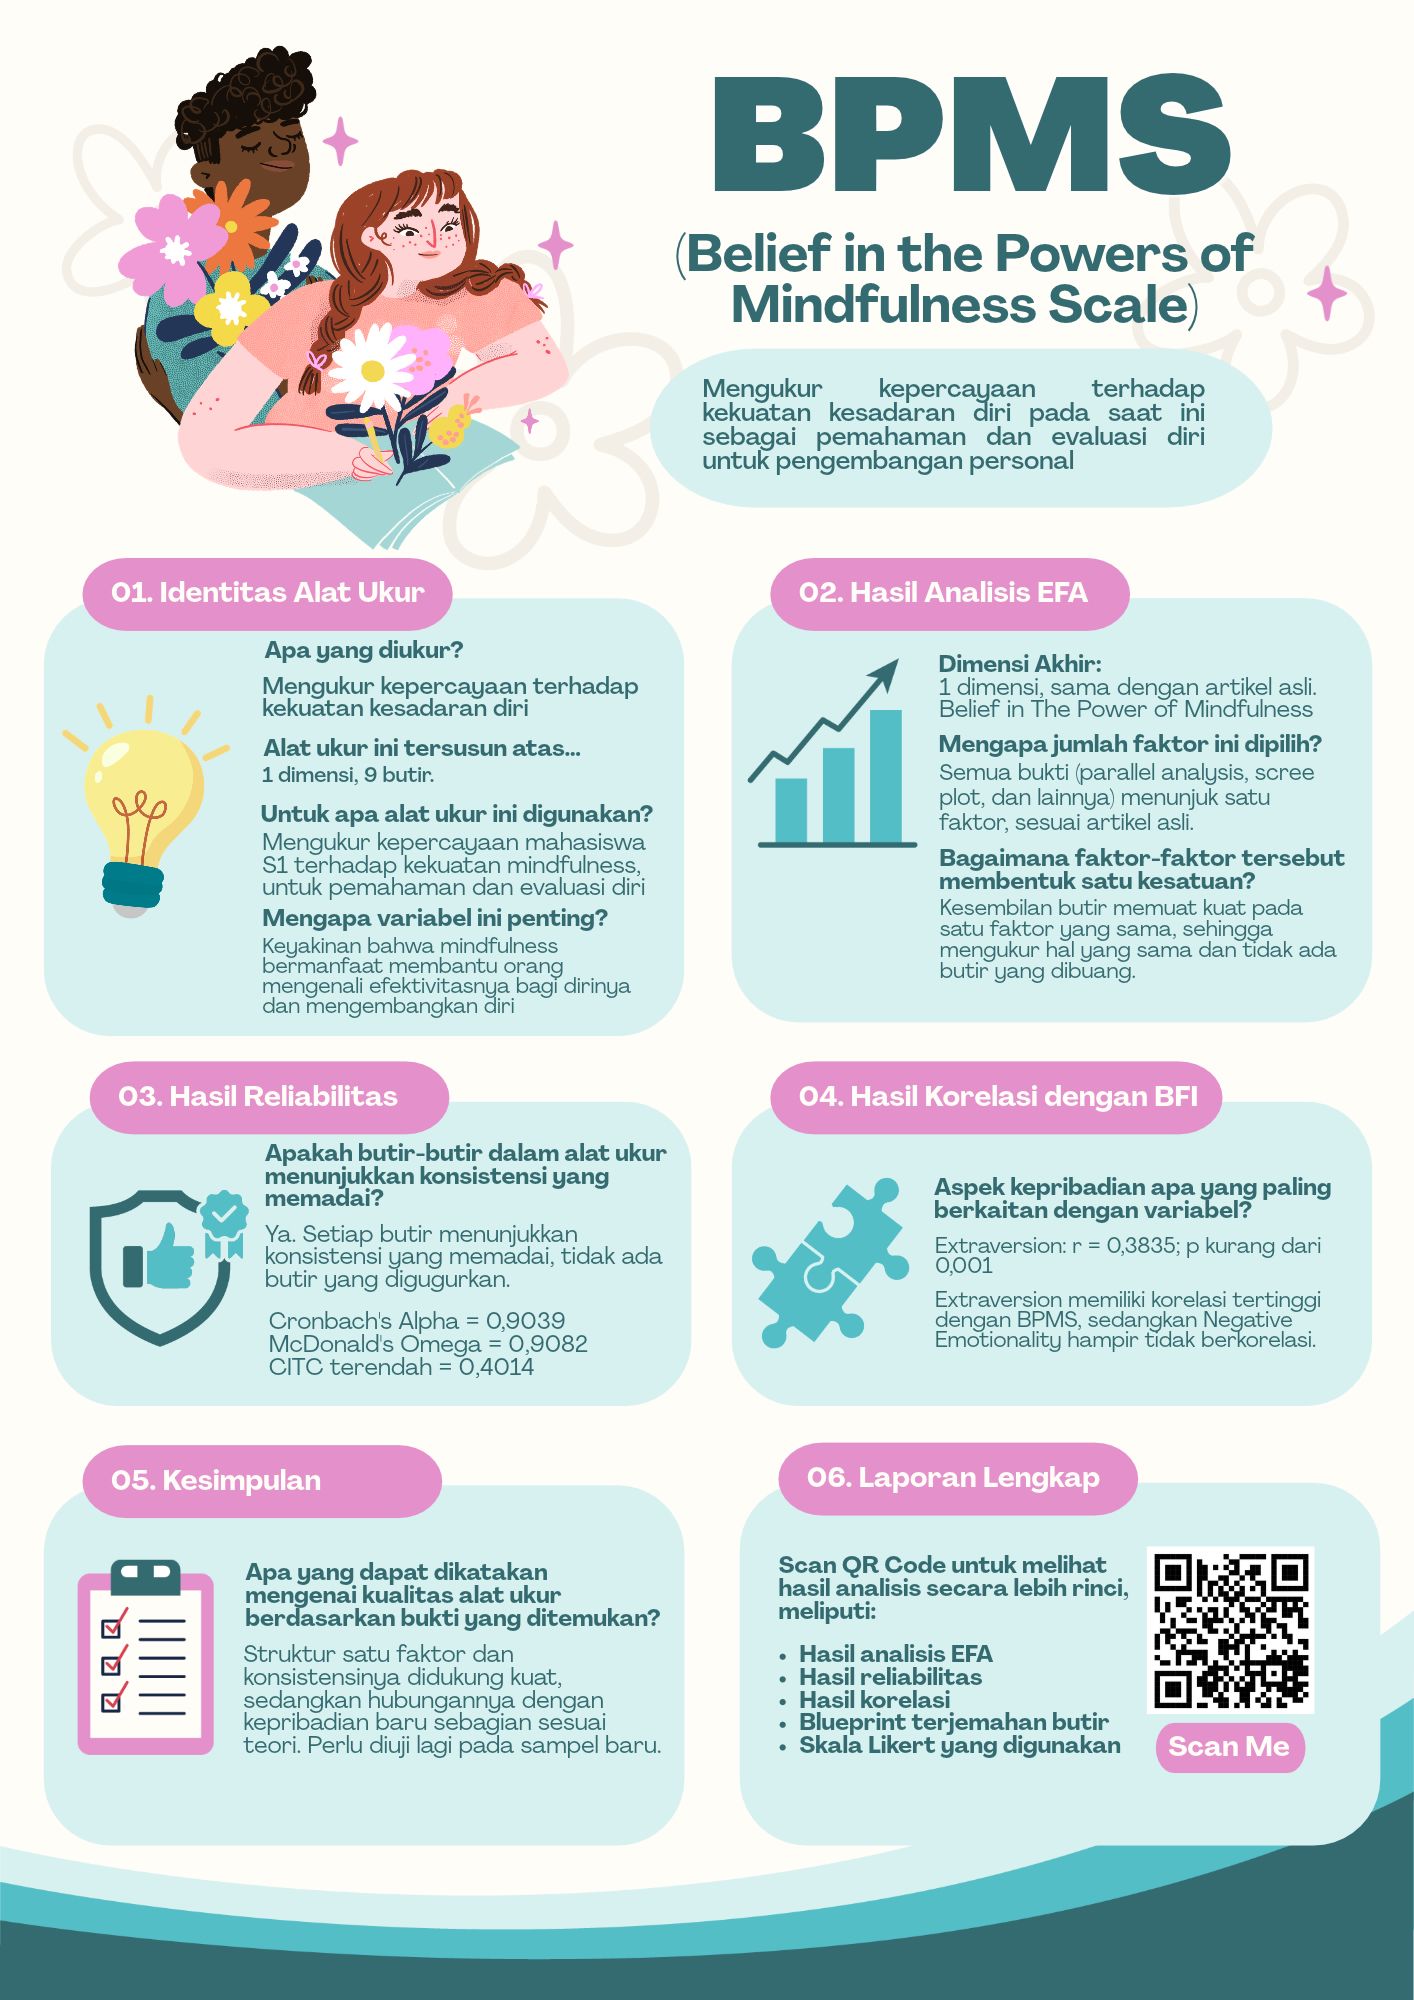 BPMS
(Belief in the Powers of
Mindfulness Scale)
Mengukur kepercayaan terhadap
kekuatan kesadaran diri pada saat ini
sebagai pemahaman dan evaluasi diri
untuk pengembangan personal
01. Identitas Alat Ukur
Apa yang diukur?
Mengukur kepercayaan terhadap
kekuatan kesadaran diri
Alat ukur ini tersusun atas...
1 dimensi, 9 butir.
Untuk apa alat ukur ini digunakan?
Mengukur kepercayaan mahasiswa
S1 terhadap kekuatan mindfulness,
untuk pemahaman dan evaluasi diri
Mengapa variabel ini penting?
Keyakinan bahwa mindfulness
bermanfaat membantu orang
mengenali efektivitasnya bagi dirinya
dan mengembangkan diri
02. Hasil Analisis EFA
Dimensi Akhir:
1 dimensi, sama dengan artikel asli.
Belief in The Power of Mindfulness
Mengapa jumlah faktor ini dipilih?
Semua bukti (parallel analysis, scree
plot, dan lainnya) menunjuk satu
faktor, sesuai artikel asli.
Bagaimana faktor-faktor tersebut
membentuk satu kesatuan?
Kesembilan butir memuat kuat pada
satu faktor yang sama, sehingga
mengukur hal yang sama dan tidak ada
butir yang dibuang.
03. Hasil Reliabilitas
Apakah butir-butir dalam alat ukur
menunjukkan konsistensi yang
memadai?
Ya. Setiap butir menunjukkan
konsistensi yang memadai, tidak ada
butir yang digugurkan.
Cronbach's Alpha = 0,9039
McDonald's Omega = 0,9082
CITC terendah = 0,4014
04. Hasil Korelasi dengan BFI
Aspek kepribadian apa yang paling
berkaitan dengan variabel?
Extraversion: r = 0,3835; p kurang dari
0,001
Extraversion memiliki korelasi tertinggi
dengan BPMS, sedangkan Negative
Emotionality hampir tidak berkorelasi.
05. Kesimpulan
Apa yang dapat dikatakan
mengenai kualitas alat ukur
berdasarkan bukti yang ditemukan?
Struktur satu faktor dan
konsistensinya didukung kuat,
sedangkan hubungannya dengan
kepribadian baru sebagian sesuai
teori. Perlu diuji lagi pada sampel baru.
06. Laporan Lengkap
Scan QR Code untuk melihat
hasil analisis secara lebih rinci,
meliputi:
• Hasil analisis EFA
• Hasil reliabilitas
• Hasil korelasi
• Blueprint terjemahan butir
• Skala Likert yang digunakan
Scan Me